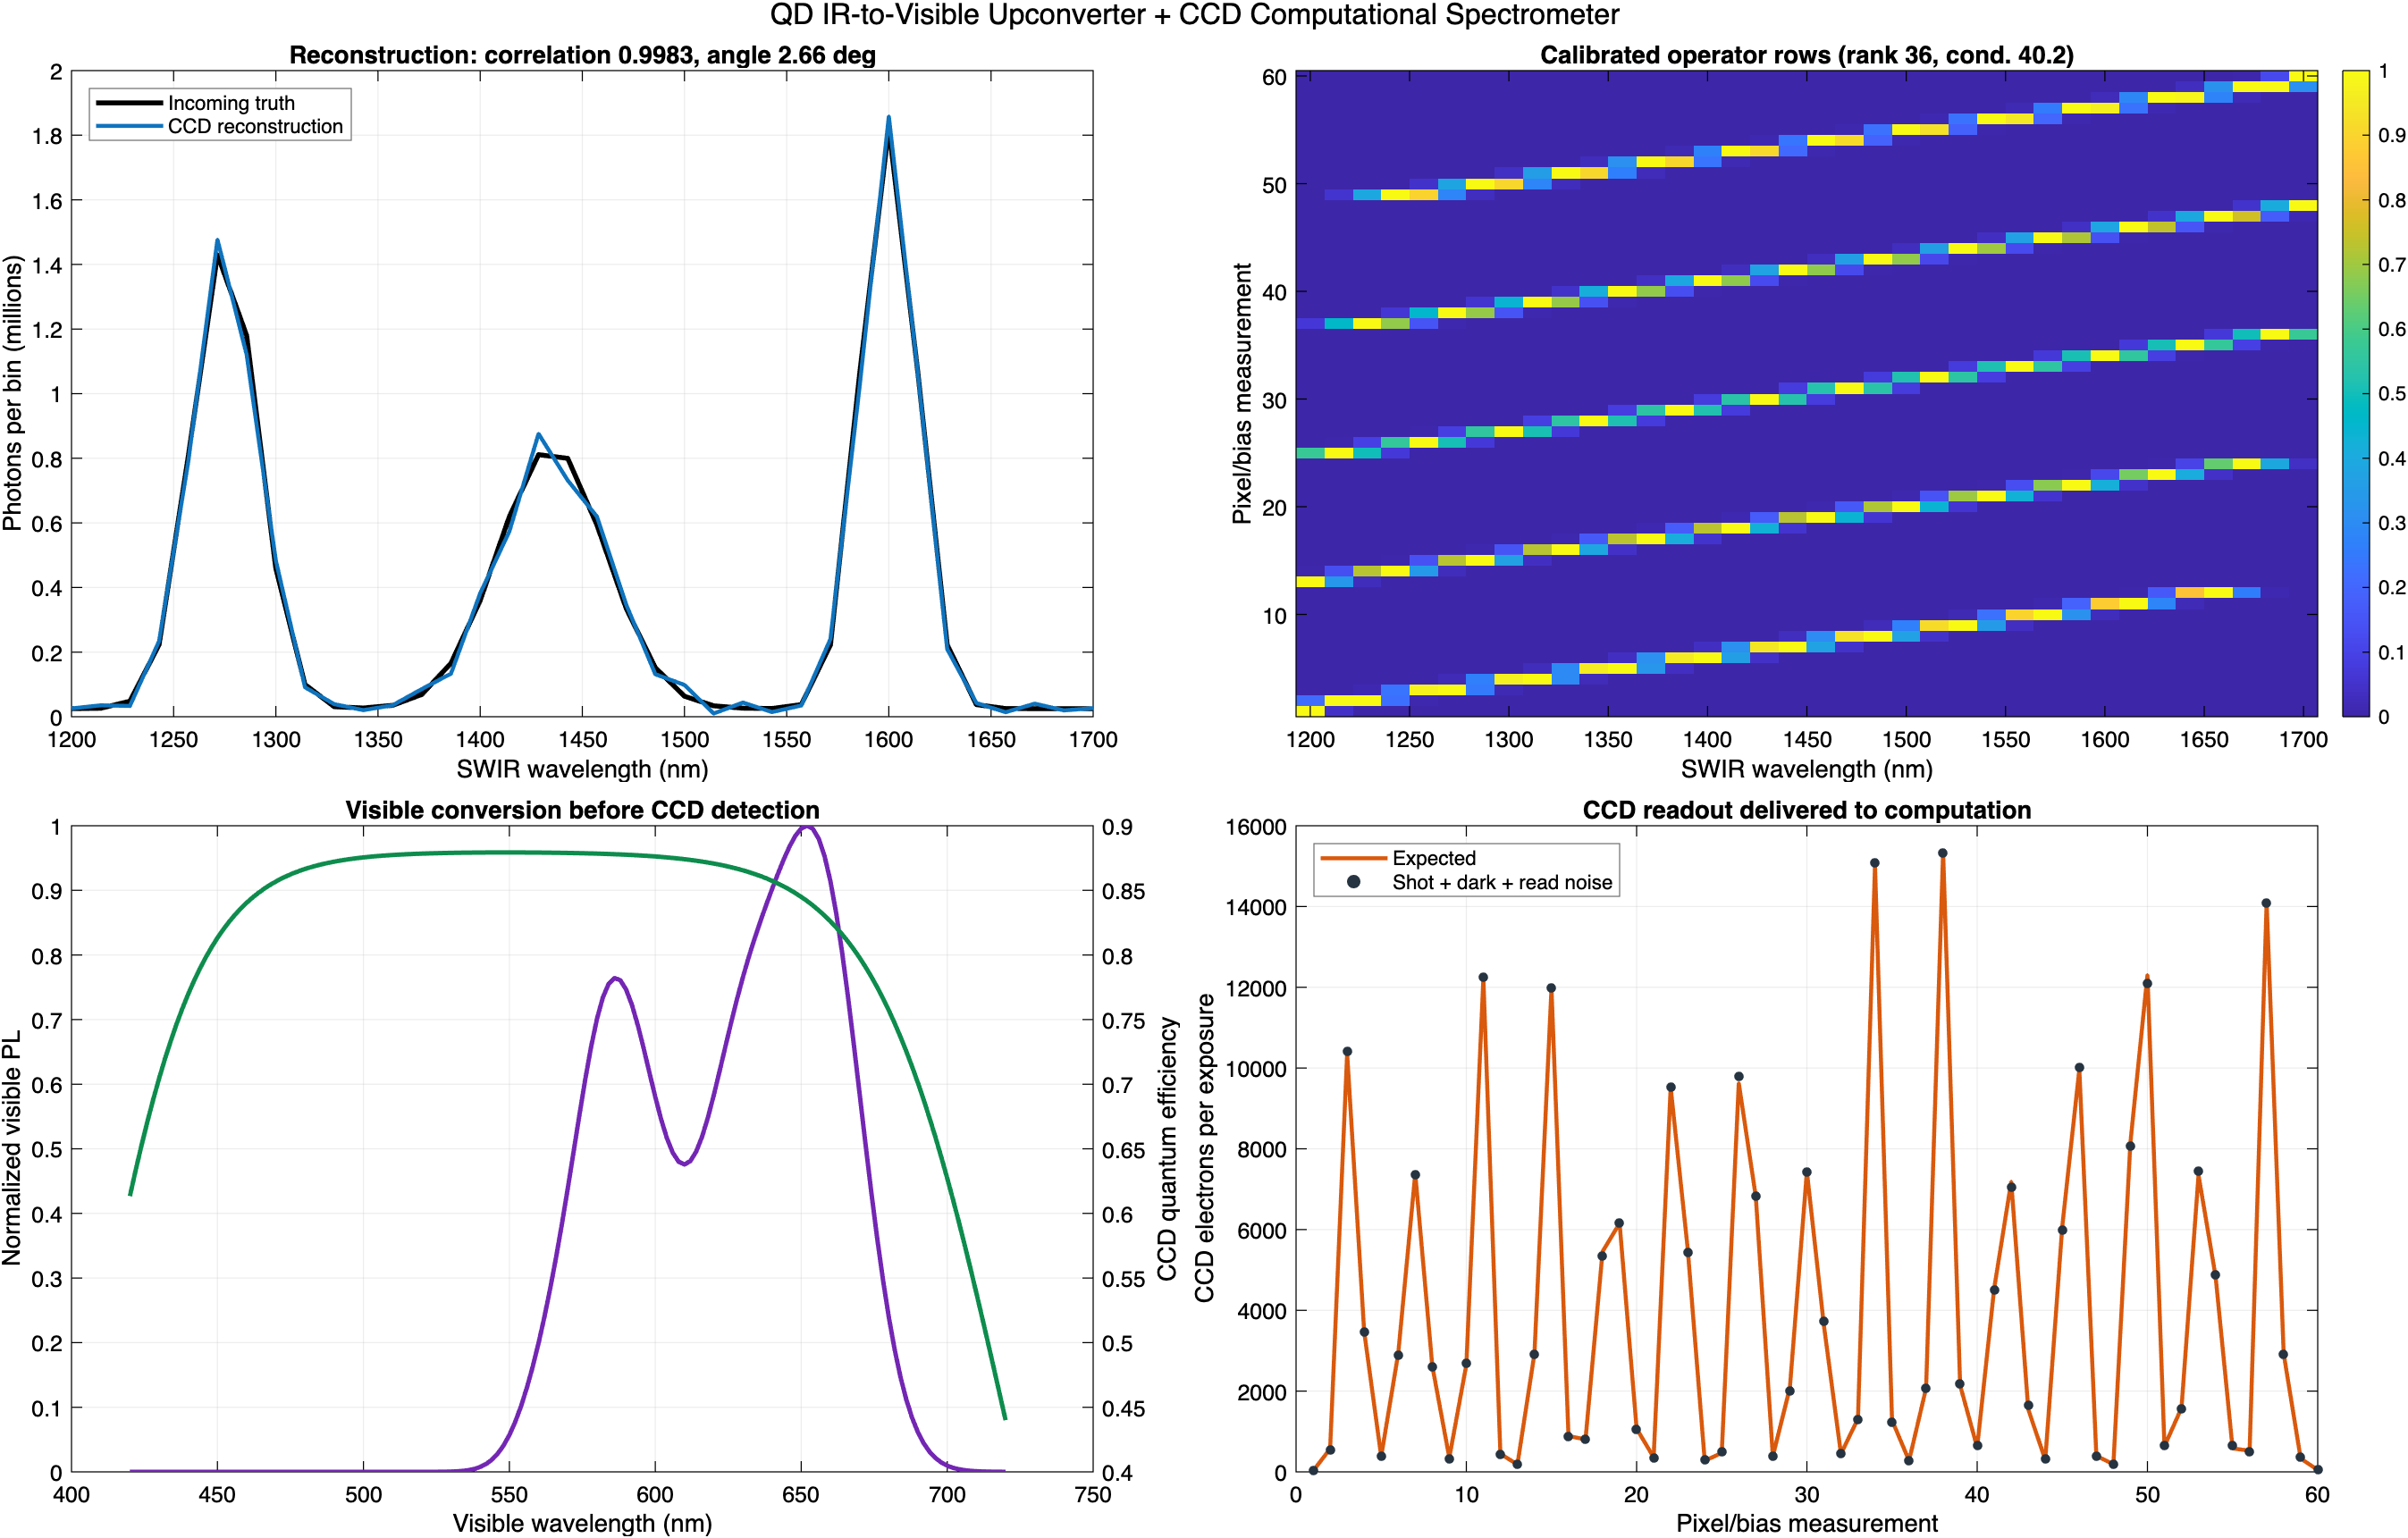 QD IR-to-Visible Upconverter + CCD Computational Spectrometer
Reconstruction: correlation 0.9983, angle 2.66 deg
Incoming truth
CCD reconstruction
Photons per bin (millions)
2
1.8
1.6
1.4
1.2
1
0.8
0.6
0.4
0.2
0
1200 1250 1300 1350 1400 1450 1500 1550 1600 1650 1700
SWIR wavelength (nm)
Calibrated operator rows (rank 36, cond. 40.2)
Pixel/bias measurement
60
50
40
30
20
10
1200 1250 1300 1350 1400 1450 1500 1550 1600 1650 1700
SWIR wavelength (nm)
1
0.9
0.8
0.7
0.6
0.5
0.4
0.3
0.2
0.1
0
Visible conversion before CCD detection
Normalized visible PL
1
0.9
0.8
0.7
0.6
0.5
0.4
0.3
0.2
0.1
0
400 450 500 550 600 650 700 750
Visible wavelength (nm)
0.9
0.85
0.8
0.75
0.7
0.65
0.6
0.55
0.5
0.45
0.4
CCD quantum efficiency
CCD readout delivered to computation
Expected
Shot + dark + read noise
CCD electrons per exposure
16000
14000
12000
10000
8000
6000
4000
2000
0
0 10 20 30 40 50 60
Pixel/bias measurement